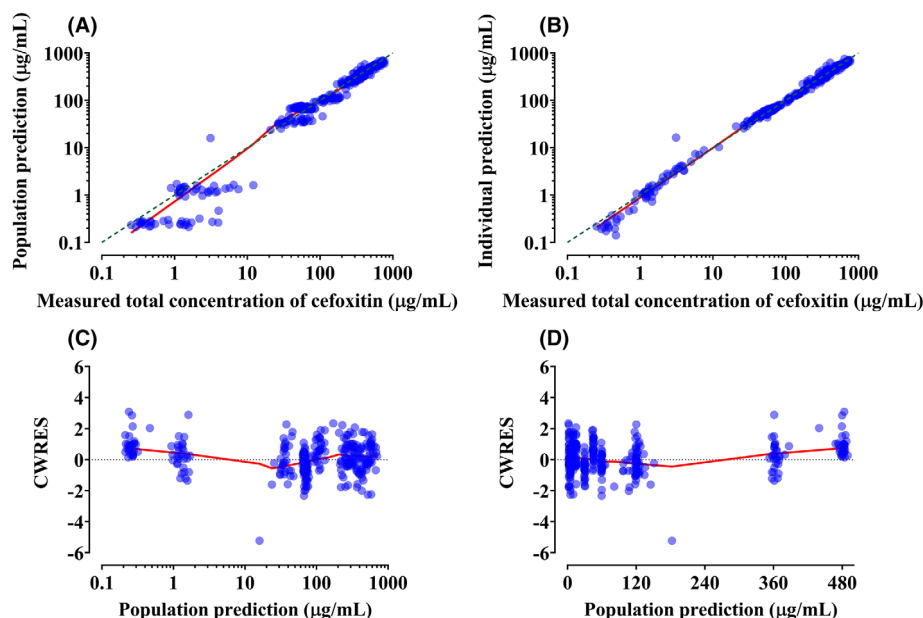 (A)
Population prediction (µg/mL)
1000
100
10
1
0.1
0.1 1 10 100 1000
Measured total concentration of cefoxitin (µg/mL)
(B)
Individual prediction (µg/mL)
1000
100
10
1
0.1
0.1 1 10 100 1000
Measured total concentration of cefoxitin (µg/mL)
(C)
CWRES
6
4
2
0
-2
-4
-6
0.1 1 10 100 1000
Population prediction (µg/mL)
(D)
CWRES
6
4
2
0
-2
-4
-6
0 120 240 360 480
Population prediction (µg/mL)